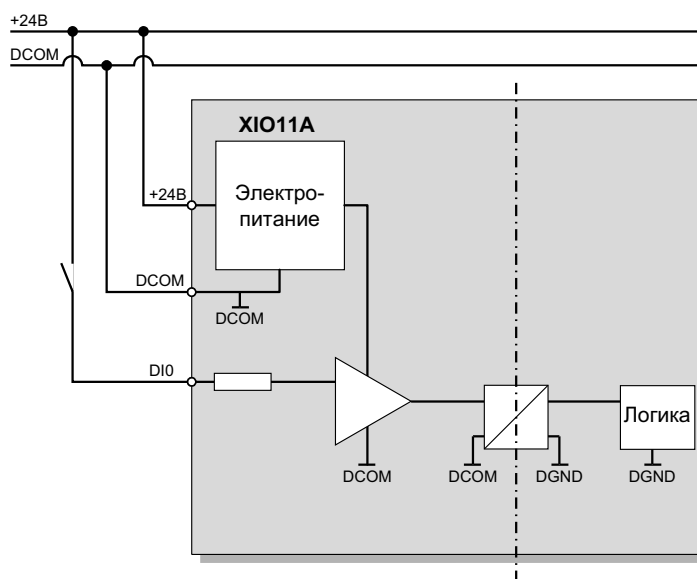 +24В
DCOM
XIO11A
+24В
Электро-
питание
DCOM
DCOM
DI0
Логика
DCOM
DCOM
DGND
DGND